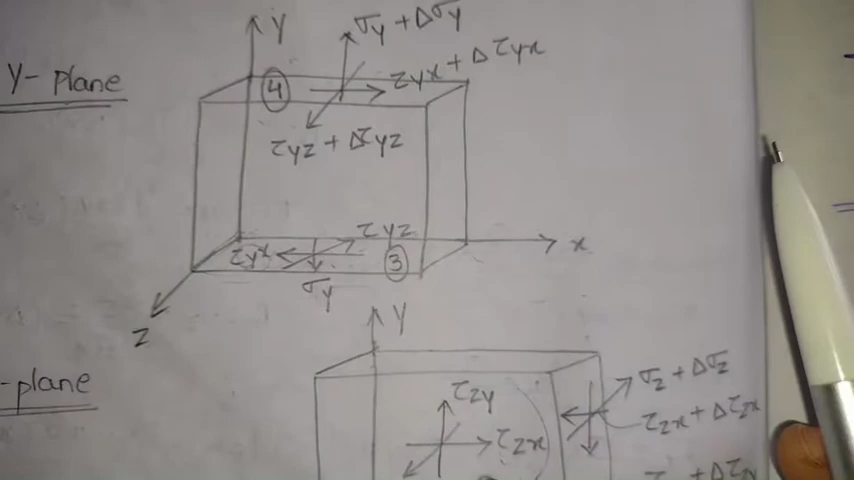 Y
σy + Δσy
Y- plane
4
τyx + Δτyx
τyz + Δτyz
τyz
τyx
3
x
σy
z
Y
-plane
σz + Δσz
τzy
τzx + Δτzx
τzx